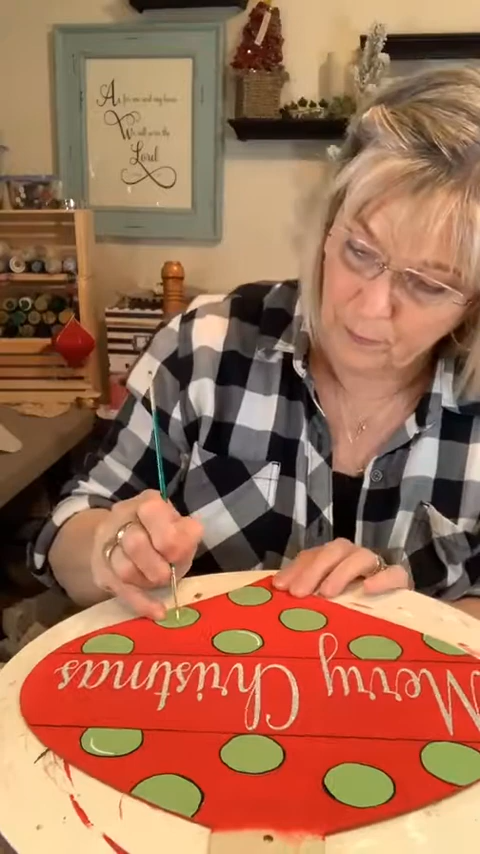 As for me and my house
We will serve the
Lord
Merry
Christmas